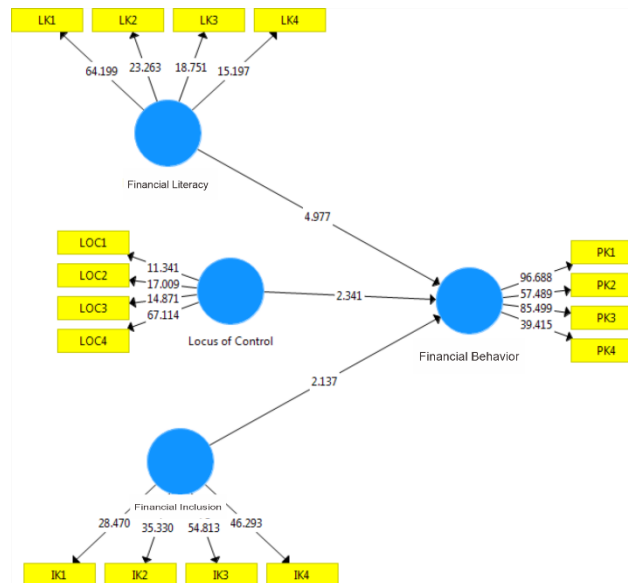 LK1 LK2 LK3 LK4
64.199 23.263 18.751 15.197
Financial Literacy
4.977
LOC1
LOC2
LOC3
LOC4
11.341
17.009
14.871
67.114
Locus of Control
2.341
PK1
PK2
PK3
PK4
96.688
57.489
85.499
39.415
Financial Behavior
2.137
Financial Inclusion
28.470 35.330 54.813 46.293
IK1 IK2 IK3 IK4